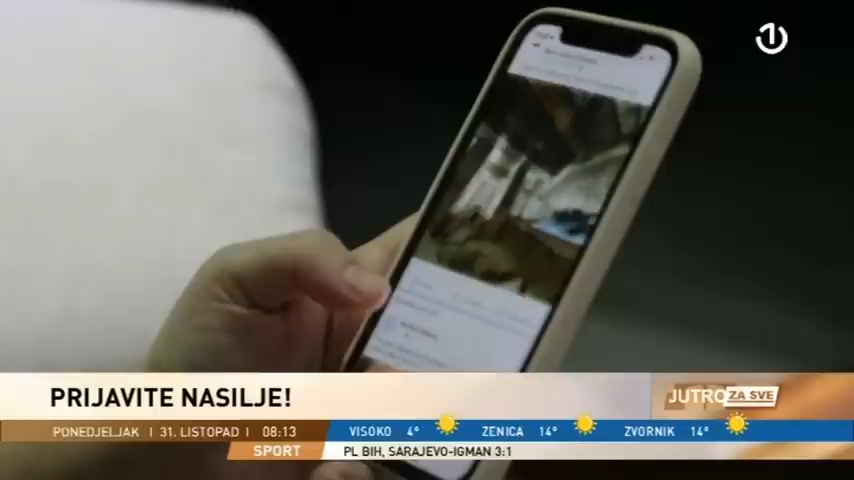 1
PRIJAVITE NASILJE!
JUTRO ZA SVE
PONEDJELJAK | 31. LISTOPAD | 08:13
VISOKO 4° ZENICA 14° ZVORNIK 14°
SPORT PL BIH, SARAJEVO-IGMAN 3:1